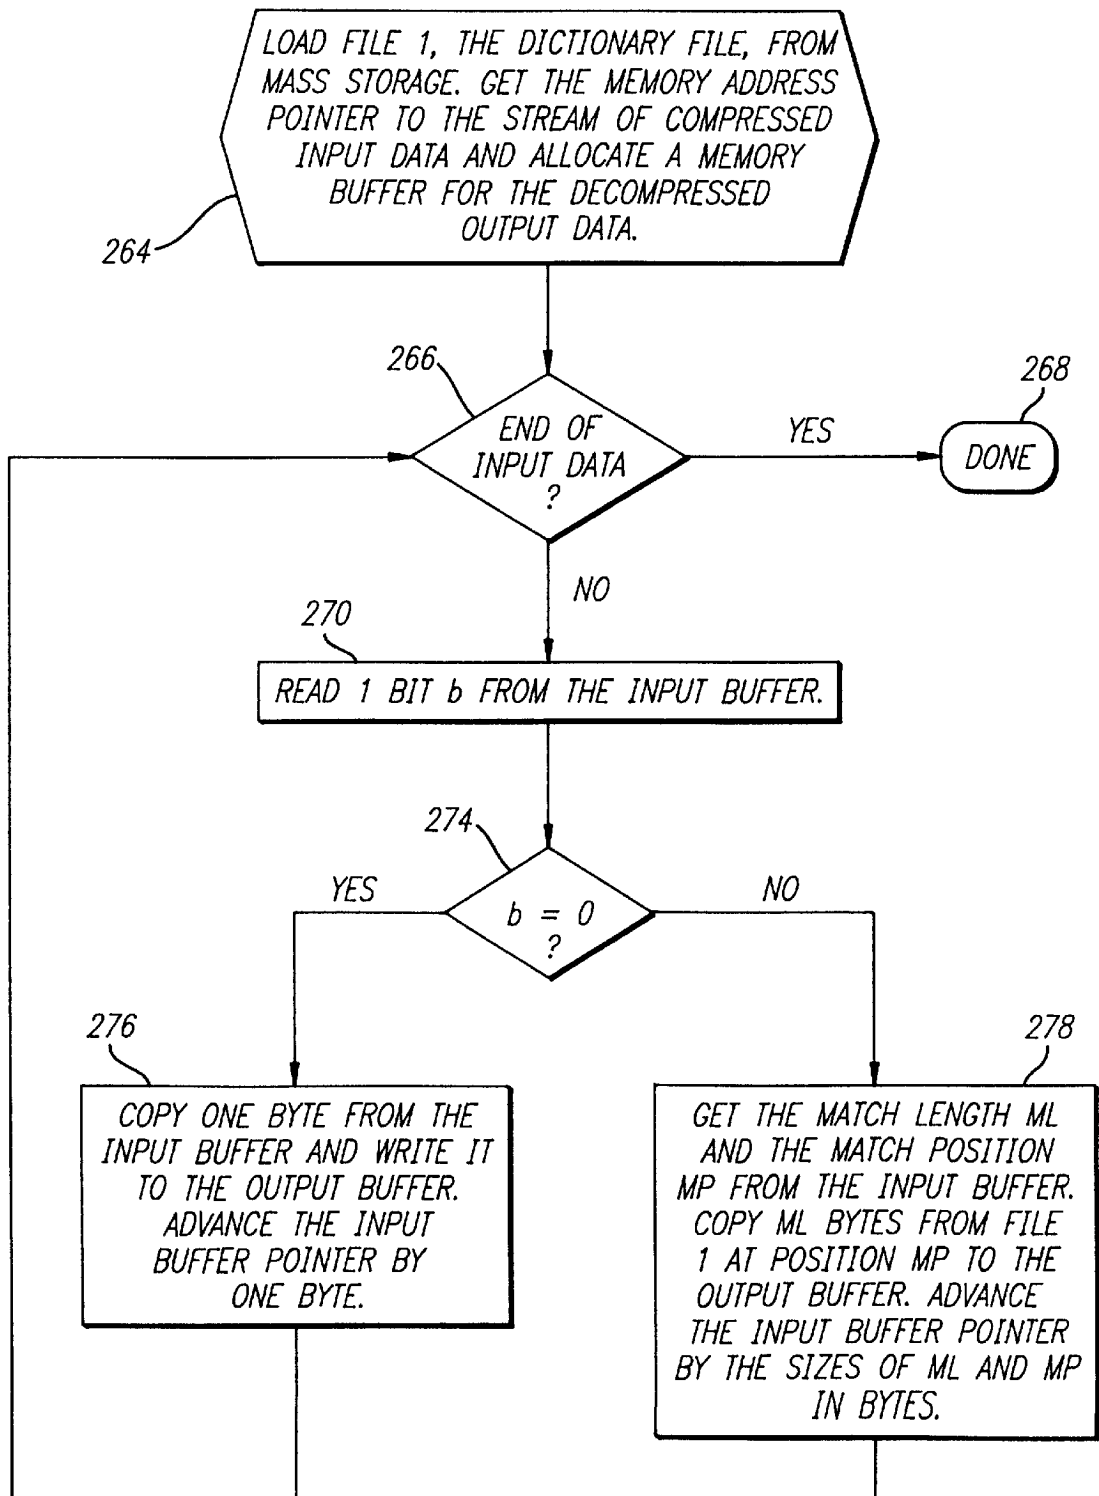 LOAD FILE 1, THE DICTIONARY FILE, FROM
MASS STORAGE. GET THE MEMORY ADDRESS
POINTER TO THE STREAM OF COMPRESSED
INPUT DATA AND ALLOCATE A MEMORY
BUFFER FOR THE DECOMPRESSED
OUTPUT DATA.
264
266
END OF
INPUT DATA
?
YES
268
DONE
NO
270
READ 1 BIT b FROM THE INPUT BUFFER.
274
b = 0
?
YES
NO
276
COPY ONE BYTE FROM THE
INPUT BUFFER AND WRITE IT
TO THE OUTPUT BUFFER.
ADVANCE THE INPUT
BUFFER POINTER BY
ONE BYTE.
278
GET THE MATCH LENGTH ML
AND THE MATCH POSITION
MP FROM THE INPUT BUFFER.
COPY ML BYTES FROM FILE
1 AT POSITION MP TO THE
OUTPUT BUFFER. ADVANCE
THE INPUT BUFFER POINTER
BY THE SIZES OF ML AND MP
IN BYTES.